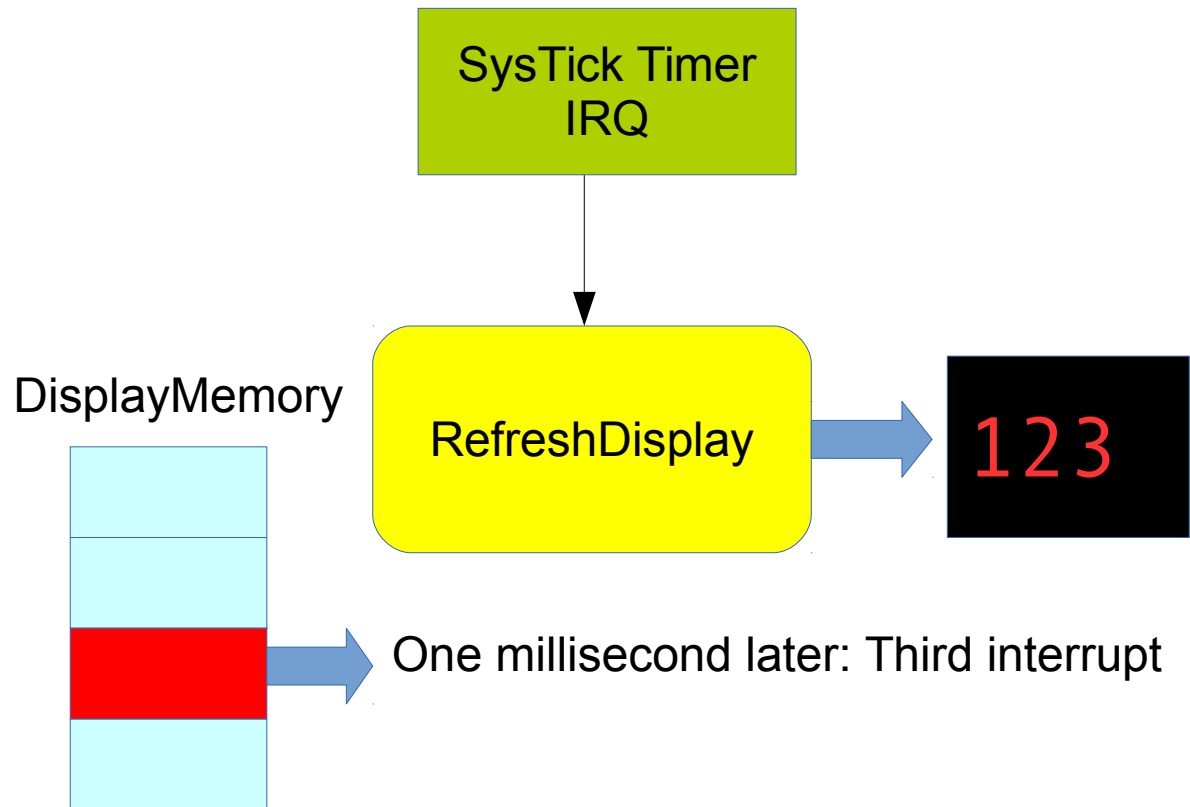 SysTick Timer
IRQ
DisplayMemory
RefreshDisplay
123
One millisecond later: Third interrupt